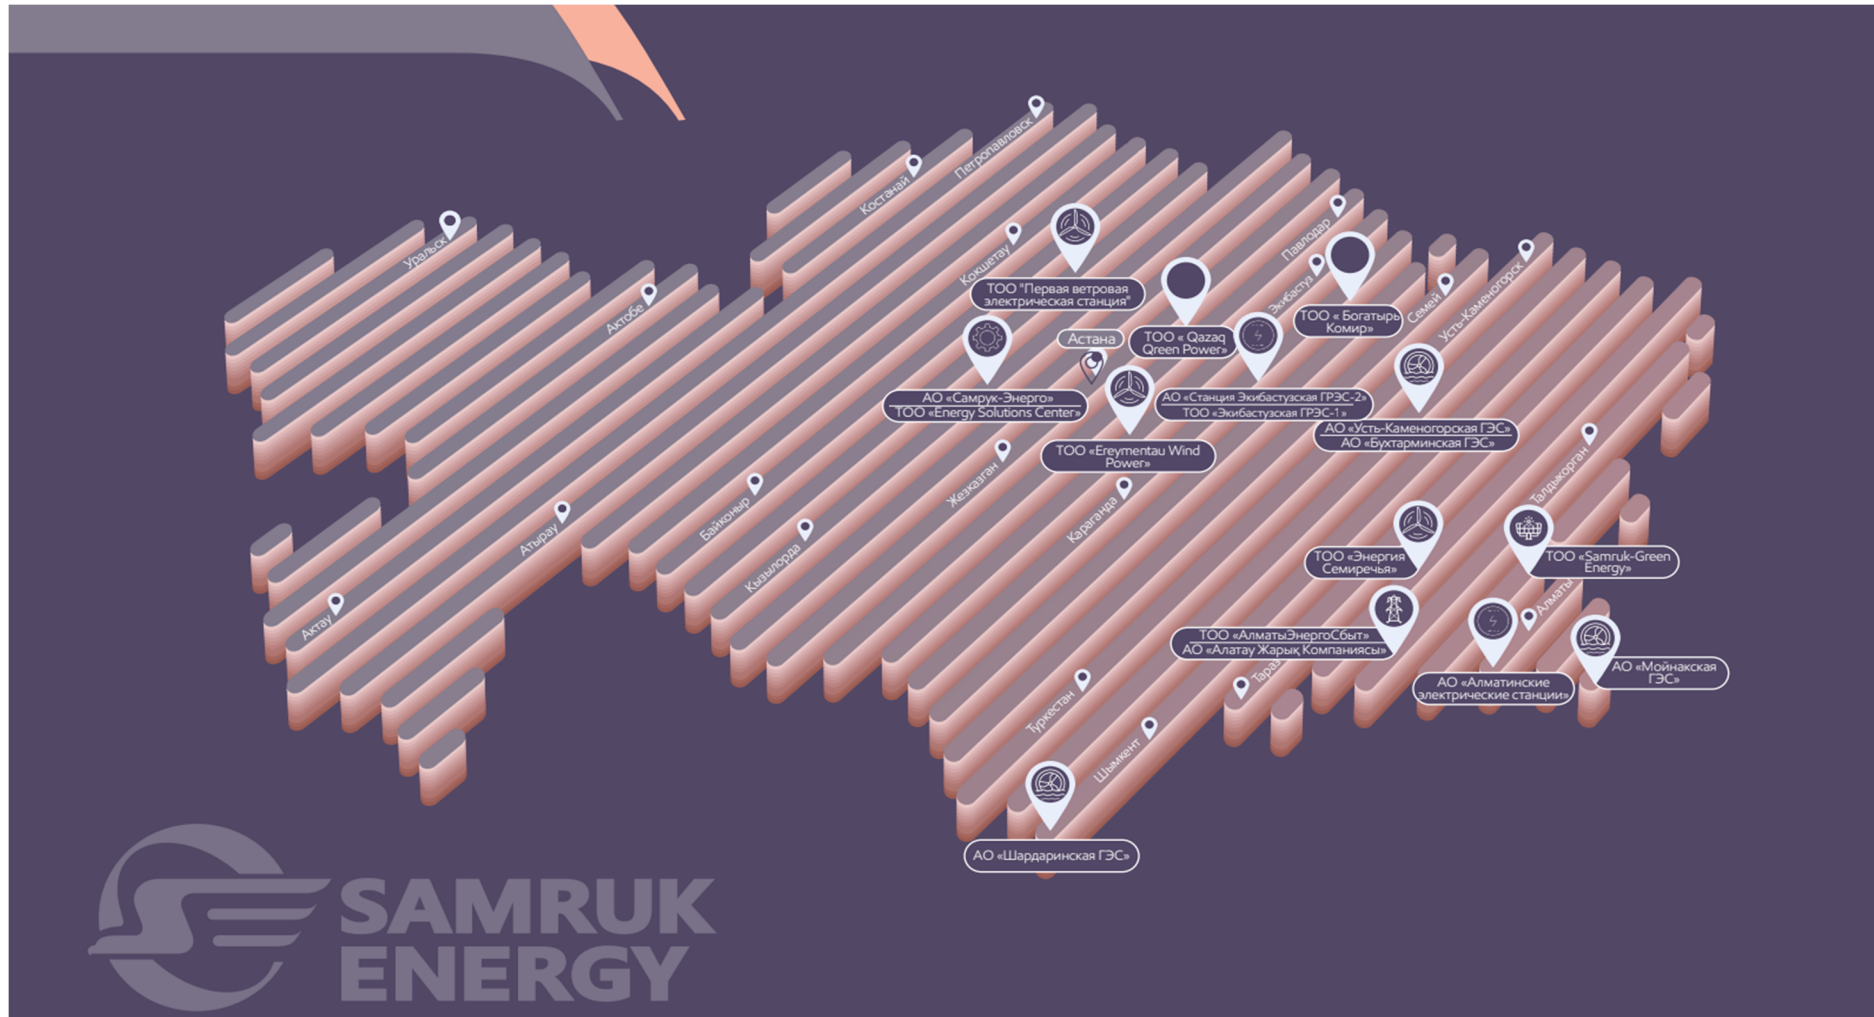 Петропавловск
Костанай
Уральск
Кокшетау
Павлодар
ТОО "Первая ветровая
электрическая станция"
Актобе
Экибастуз
Семей
Усть-Каменогорск
ТОО « Богатырь
Комир»
Астана
ТОО « Qazaq
Green Power»
АО «Самрук-Энерго»
ТОО «Energy Solutions Center»
АО «Станция Экибастузская ГРЭС-2»
ТОО «Экибастузская ГРЭС-1»
АО «Усть-Каменогорская ГЭС»
АО «Бухтарминская ГЭС»
ТОО «Ereymentau Wind
Power»
Жезказган
Талдыкорган
Байконыр
Караганда
Атырау
Кызылорда
ТОО «Энергия
Семиречья»
ТОО «Samruk-Green
Energy»
Актау
Алматы
ТОО «АлматыЭнергоСбыт»
АО «Алатау Жарық Компаниясы»
Тараз
АО «Мойнакская
ГЭС»
АО «Алматинские
электрические станции»
Туркестан
Шымкент
АО «Шардаринская ГЭС»
SAMRUK
ENERGY